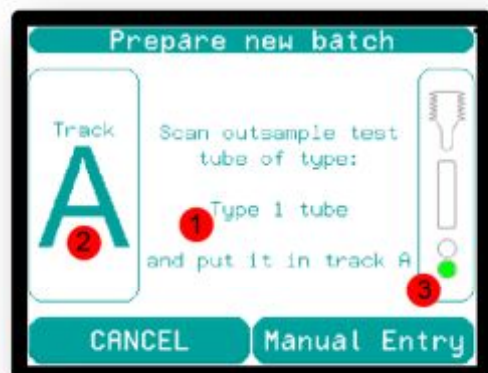 Prepare new batch
Track
A
2
Scan outsample test
tube of type:
Type 1 tube
1
and put it in track A
3
CANCEL
Manual Entry